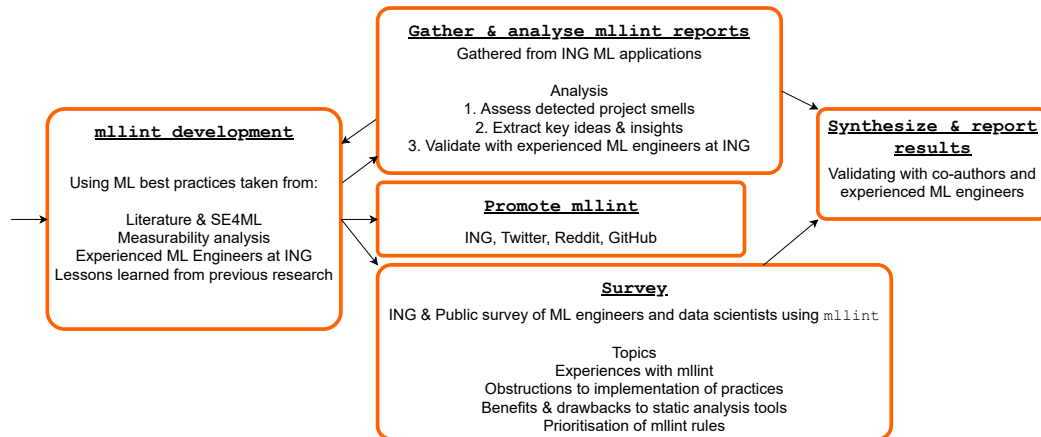 Gather & analyse mllint reports
Gathered from ING ML applications
Analysis
1. Assess detected project smells
2. Extract key ideas & insights
3. Validate with experienced ML engineers at ING
mllint development
Using ML best practices taken from:
Literature & SE4ML
Measurability analysis
Experienced ML Engineers at ING
Lessons learned from previous research
Promote mllint
ING, Twitter, Reddit, GitHub
Survey
ING & Public survey of ML engineers and data scientists using mllint
Topics
Experiences with mllint
Obstructions to implementation of practices
Benefits & drawbacks to static analysis tools
Prioritisation of mllint rules
Synthesize & report
results
Validating with co-authors and
experienced ML engineers